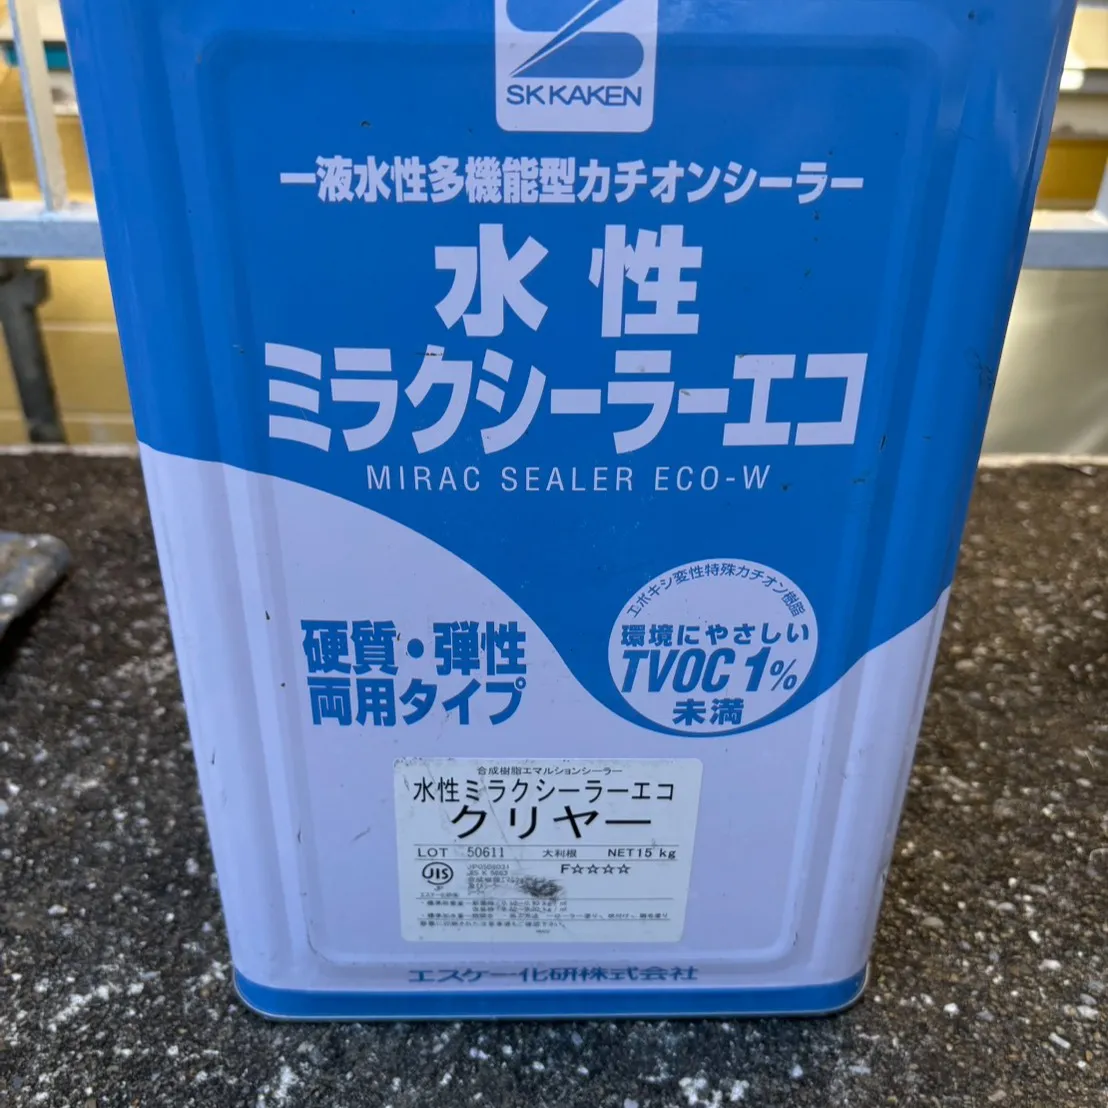 SK KAKEN
一液水性多機能型カチオンシーラー
水性
ミラクシーラーエコ
MIRAC SEALER ECO-W
エポキシ変性特殊カチオン樹脂
環境にやさしい
TVOC 1%
未満
硬質・弾性
両用タイプ
合成樹脂エマルションシーラー
水性ミラクシーラーエコ
クリヤー
LOT 50611 大利根 NET15kg
JIS F☆☆☆☆
JP
エスケー化研株式会社